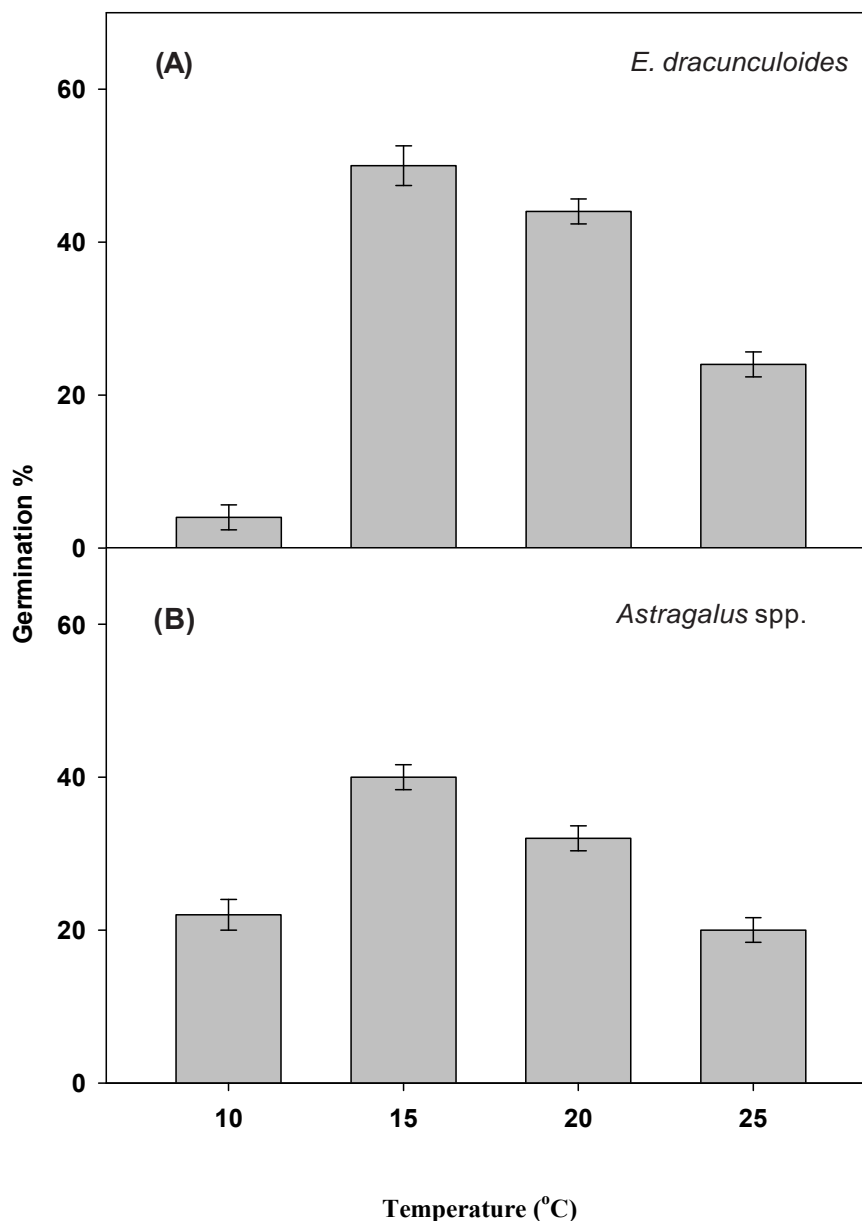 (A)
E. dracunculoides
60
40
20
0
Germination %
(B)
Astragalus spp.
60
40
20
0
10 15 20 25
Temperature (°C)